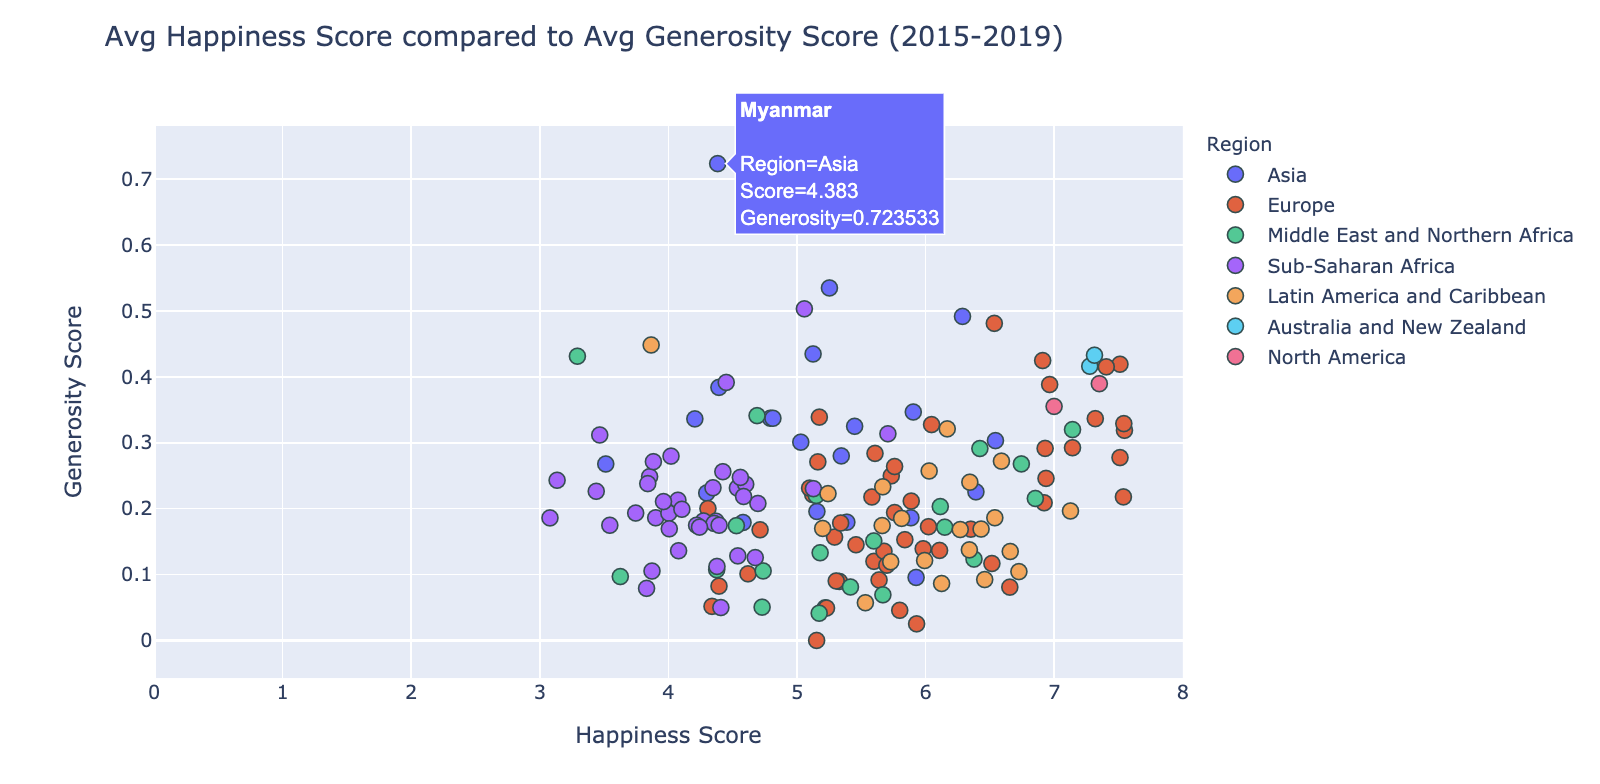 Avg Happiness Score compared to Avg Generosity Score (2015-2019)
Myanmar
Region=Asia
Score=4.383
Generosity=0.723533
Region
Asia
Europe
Middle East and Northern Africa
Sub-Saharan Africa
Latin America and Caribbean
Australia and New Zealand
North America
Generosity Score
0.7
0.6
0.5
0.4
0.3
0.2
0.1
0
0 1 2 3 4 5 6 7 8
Happiness Score